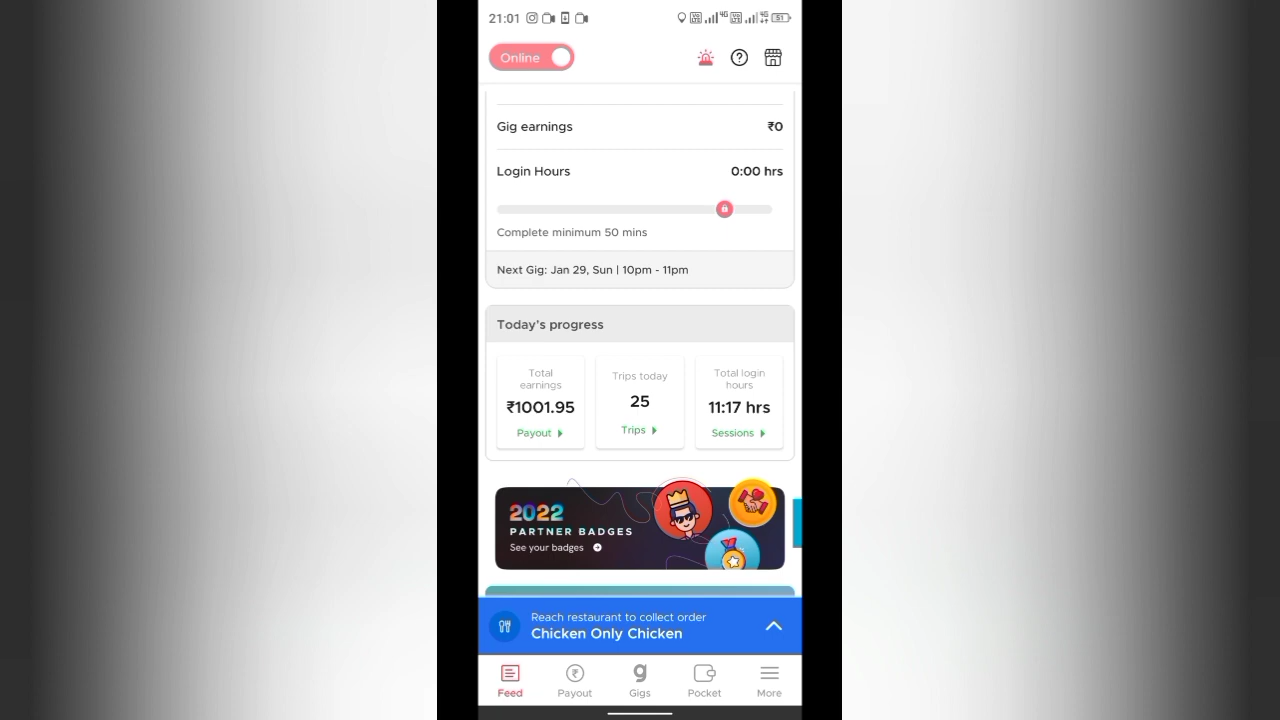 21:01
4G
4G
51
Online
Gig earnings
₹0
Login Hours
0:00 hrs
Complete minimum 50 mins
Next Gig: Jan 29, Sun | 10pm - 11pm
Today's progress
Total
earnings
₹1001.95
Payout
Trips today
25
Trips
Total login
hours
11:17 hrs
Sessions
2022
PARTNER BADGES
See your badges
Reach restaurant to collect order
Chicken Only Chicken
Feed
Payout
Gigs
Pocket
More